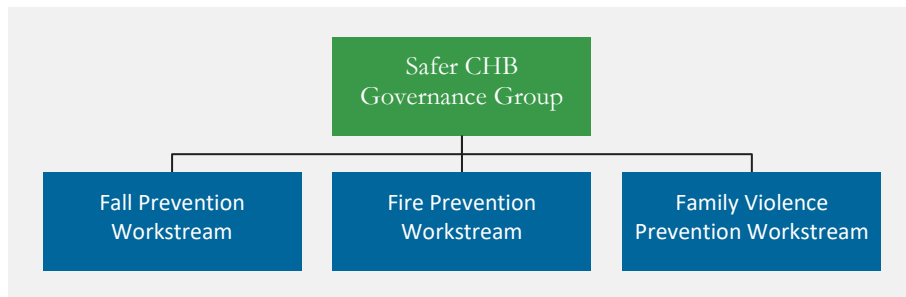 Safer CHB
Governance Group
Fall Prevention
Workstream
Fire Prevention
Workstream
Family Violence
Prevention Workstream